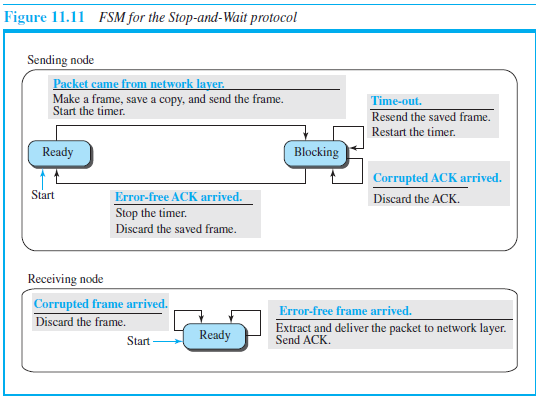 Figure 11.11 FSM for the Stop-and-Wait protocol
Sending node
Packet came from network layer.
Make a frame, save a copy, and send the frame.
Start the timer.
Time-out.
Resend the saved frame.
Restart the timer.
Ready
Blocking
Corrupted ACK arrived.
Discard the ACK.
Start
Error-free ACK arrived.
Stop the timer.
Discard the saved frame.
Receiving node
Corrupted frame arrived.
Discard the frame.
Start
Ready
Error-free frame arrived.
Extract and deliver the packet to network layer.
Send ACK.